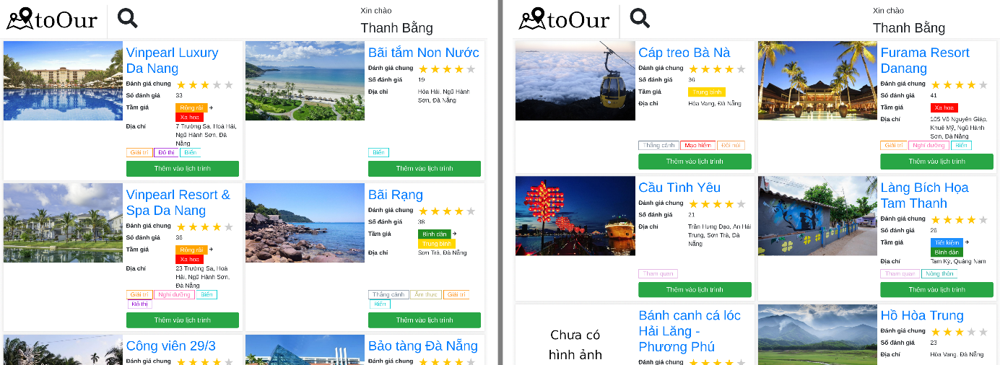 toOur
Xin chào
Thanh Bằng
Vinpearl Luxury
Da Nang
Đánh giá chung
Số đánh giá 33
Tầm giá Rộng rãi →
Xa hoa
Địa chỉ 7 Trường Sa, Hoà Hải,
Ngũ Hành Sơn, Đà
Nẵng
Giải trí Đô thị Biển
Thêm vào lịch trình
Bãi tắm Non Nước
Đánh giá chung
Số đánh giá 19
Địa chỉ Hòa Hải, Ngũ Hành
Sơn, Đà Nẵng
Biển
Thêm vào lịch trình
Vinpearl Resort &
Spa Da Nang
Đánh giá chung
Số đánh giá 36
Tầm giá Rộng rãi →
Xa hoa
Địa chỉ 23 Trường Sa, Hoà
Hải, Ngũ Hành Sơn,
Đà Nẵng
Giải trí Nghỉ dưỡng Biển
Đô thị
Thêm vào lịch trình
Bãi Rạng
Đánh giá chung
Số đánh giá 38
Tầm giá Bình dân →
Trung bình
Địa chỉ Sơn Trà, Đà Nẵng
Thắng cảnh Ẩm thực Giải trí
Biển
Thêm vào lịch trình
Công viên 29/3
Đánh giá chung
Bảo tàng Đà Nẵng
Đánh giá chung
toOur
Xin chào
Thanh Bằng
Cáp treo Bà Nà
Đánh giá chung
Số đánh giá 36
Tầm giá Trung bình
Địa chỉ Hòa Vang, Đà Nẵng
Thắng cảnh Mạo hiểm Đồi núi
Thêm vào lịch trình
Furama Resort
Danang
Đánh giá chung
Số đánh giá 41
Tầm giá Xa hoa
Địa chỉ 105 Võ Nguyên Giáp,
Khuê Mỹ, Ngũ Hành
Sơn, Đà Nẵng
Giải trí Nghỉ dưỡng Biển
Thêm vào lịch trình
Cầu Tình Yêu
Đánh giá chung
Số đánh giá 21
Địa chỉ Trần Hưng Đạo, An Hải
Trung, Sơn Trà, Đà
Nẵng
Tham quan
Thêm vào lịch trình
Làng Bích Họa
Tam Thanh
Đánh giá chung
Số đánh giá 26
Tầm giá Tiết kiệm →
Bình dân
Địa chỉ Tam Kỳ, Quảng Nam
Tham quan Nông thôn
Thêm vào lịch trình
Chưa có
hình ảnh
Bánh canh cá lóc
Hải Lăng -
Phương Phú
Đánh giá chung
Hồ Hòa Trung
Đánh giá chung
Số đánh giá 23
Địa chỉ Hòa Vang, Đà Nẵng